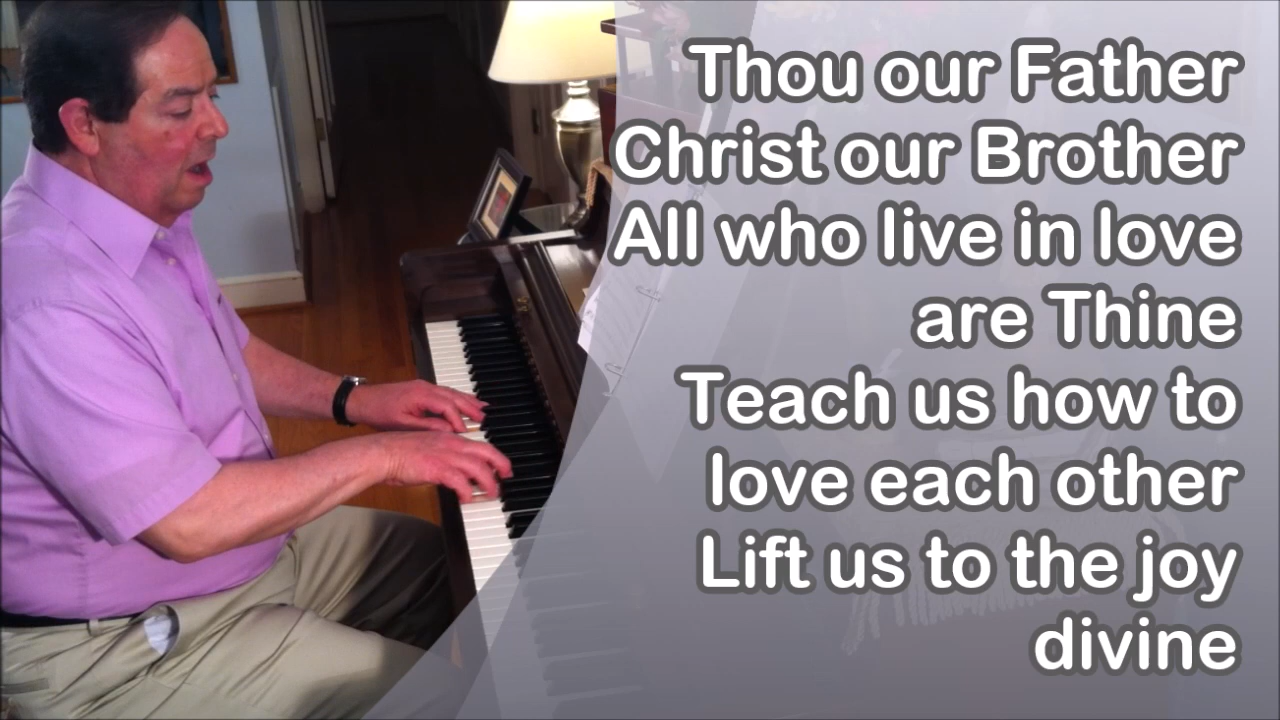 Thou our Father
Christ our Brother
All who live in love
are Thine
Teach us how to
love each other
Lift us to the joy
divine